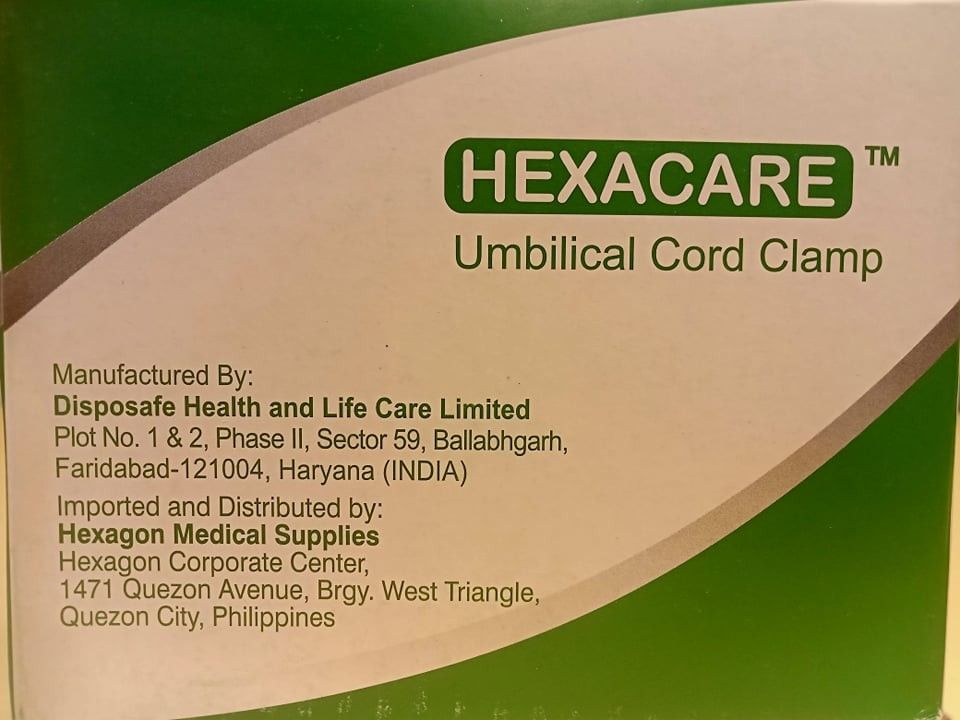 HEXACARE™
Umbilical Cord Clamp
Manufactured By:
Disposafe Health and Life Care Limited
Plot No. 1 & 2, Phase II, Sector 59, Ballabhgarh,
Faridabad-121004, Haryana (INDIA)
Imported and Distributed by:
Hexagon Medical Supplies
Hexagon Corporate Center,
1471 Quezon Avenue, Brgy. West Triangle,
Quezon City, Philippines